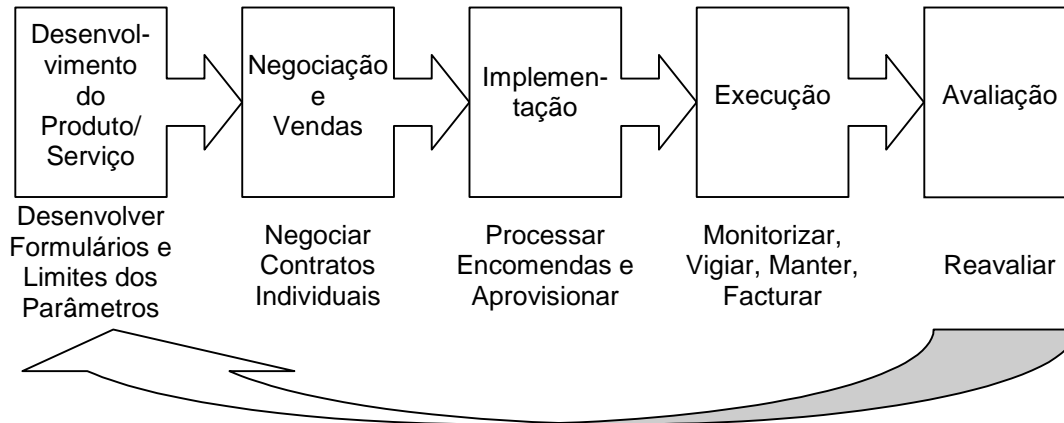 Desenvol-
vimento
do
Produto/
Serviço
Negociação
e
Vendas
Implemen-
tação
Execução
Avaliação
Desenvolver
Formulários e
Limites dos
Parâmetros
Negociar
Contratos
Individuais
Processar
Encomendas e
Aprovisionar
Monitorizar,
Vigiar, Manter,
Facturar
Reavaliar